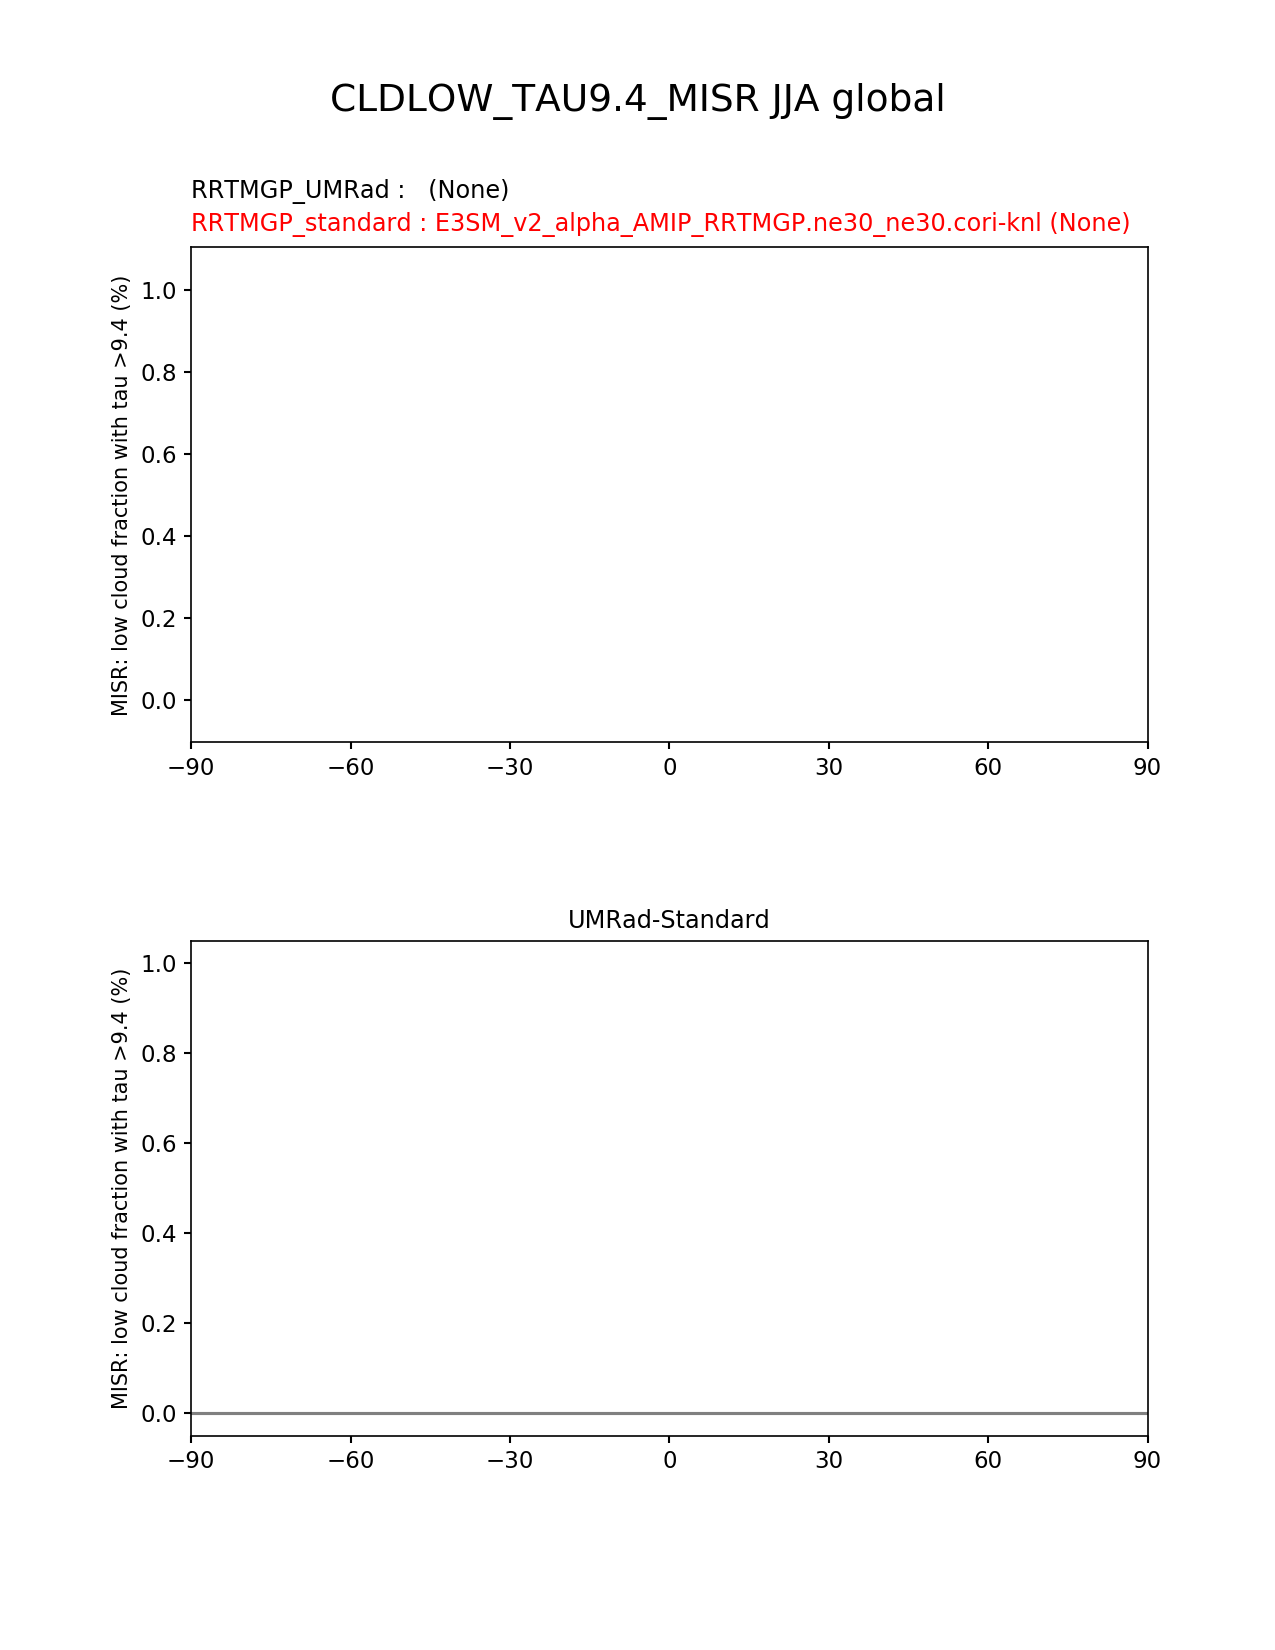 CLDLOW_TAU9.4_MISR JJA global
RRTMGP_UMRad :   (None)
RRTMGP_standard : E3SM_v2_alpha_AMIP_RRTMGP.ne30_ne30.cori-knl (None)
MISR: low cloud fraction with tau >9.4 (%)
1.0
0.8
0.6
0.4
0.2
0.0
−90 −60 −30 0 30 60 90
UMRad-Standard
MISR: low cloud fraction with tau >9.4 (%)
1.0
0.8
0.6
0.4
0.2
0.0
−90 −60 −30 0 30 60 90